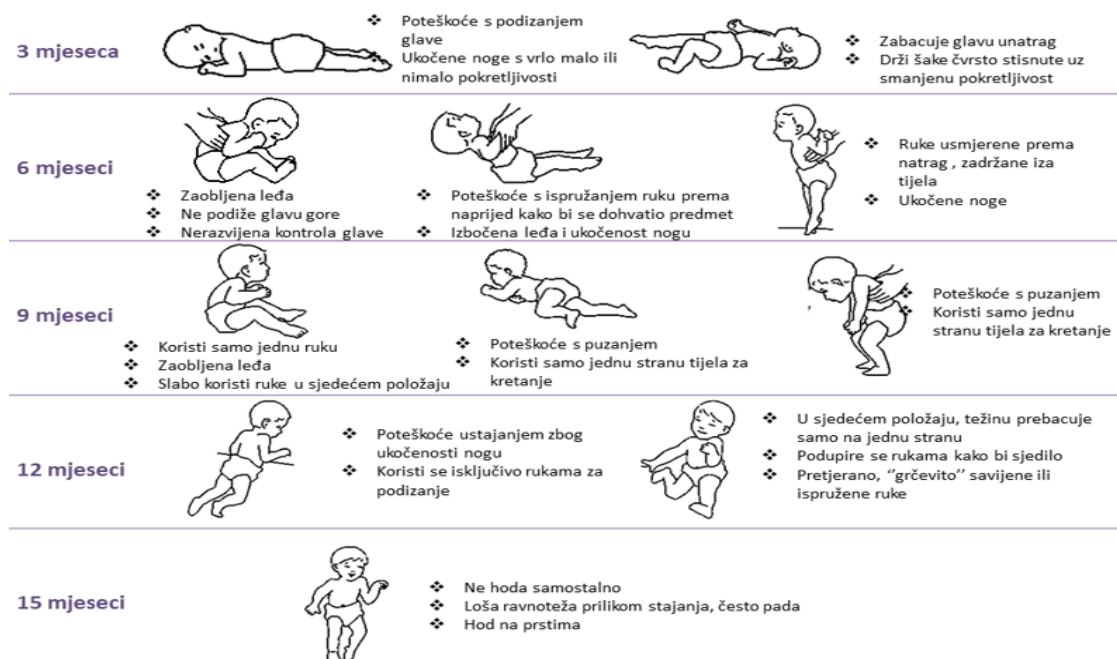 3 mjeseca
❖ Poteškoće s podizanjem
glave
❖ Ukočene noge s vrlo malo ili
nimalo pokretljivosti
❖ Zabacuje glavu unatrag
❖ Drži šake čvrsto stisnute uz
smanjenu pokretljivost
6 mjeseci
❖ Zaobljena leđa
❖ Ne podiže glavu gore
❖ Nerazvijena kontrola glave
❖ Poteškoće s ispružanjem ruku prema
naprijed kako bi se dohvatio predmet
❖ Izbočena leđa i ukočenost nogu
❖ Ruke usmjerene prema
natrag , zadržane iza
tijela
❖ Ukočene noge
9 mjeseci
❖ Koristi samo jednu ruku
❖ Zaobljena leđa
❖ Slabo koristi ruke u sjedećem položaju
❖ Poteškoće s puzanjem
❖ Koristi samo jednu stranu tijela za
kretanje
❖ Poteškoće s puzanjem
❖ Koristi samo jednu
stranu tijela za kretanje
12 mjeseci
❖ Poteškoće ustajanjem zbog
ukočenosti nogu
❖ Koristi se isključivo rukama za
podizanje
❖ U sjedećem položaju, težinu prebacuje
samo na jednu stranu
❖ Podupire se rukama kako bi sjedilo
❖ Pretjerano, ‘’grčevito’’ savijene ili
ispružene ruke
15 mjeseci
❖ Ne hoda samostalno
❖ Loša ravnoteža prilikom stajanja, često pada
❖ Hod na prstima